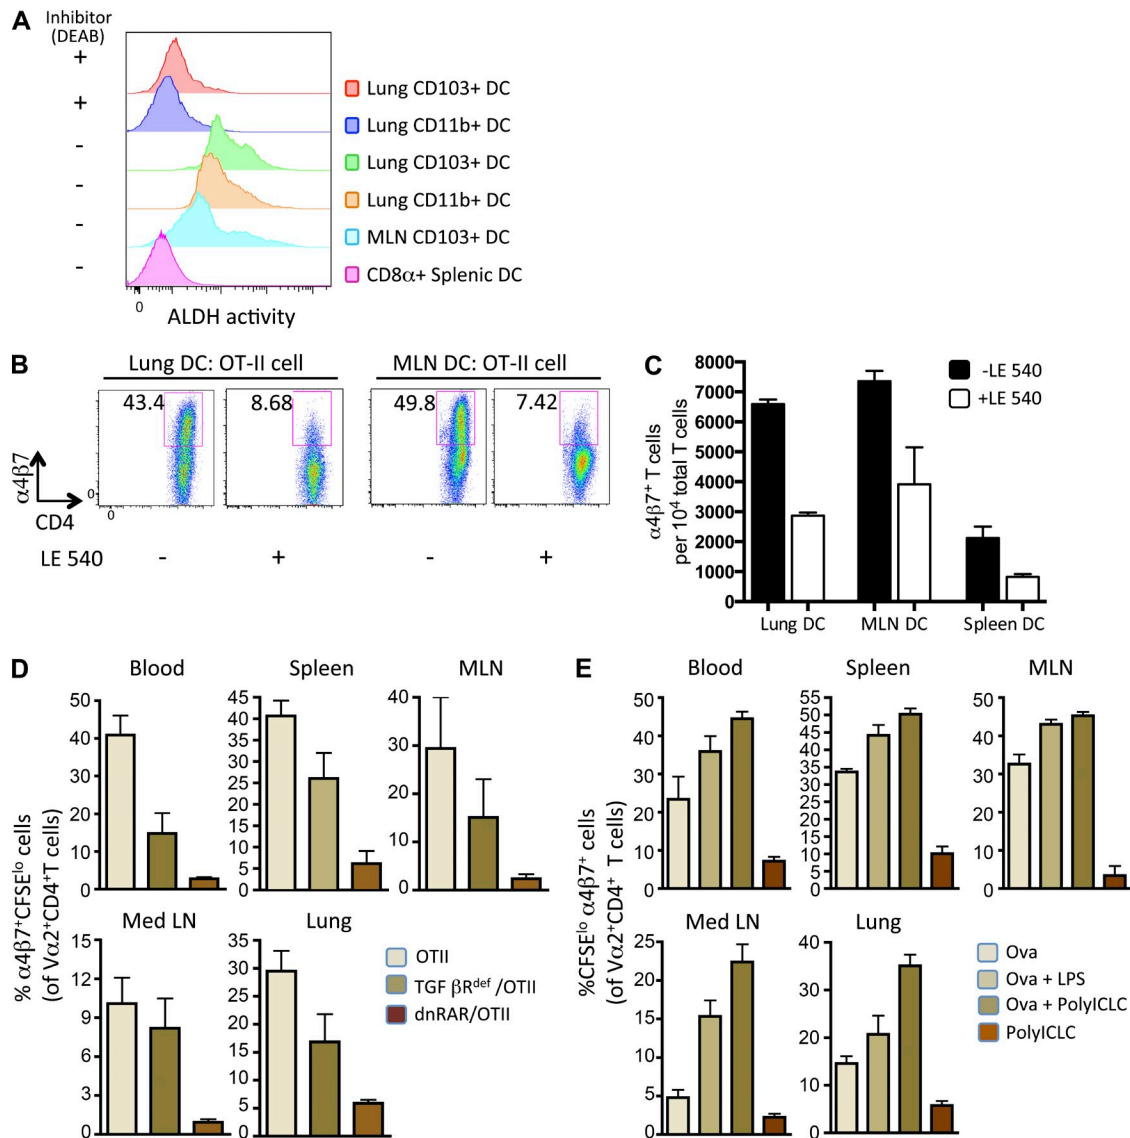 A
Inhibitor
(DEAB)
+
+
-
-
-
-
Lung CD103+ DC
Lung CD11b+ DC
Lung CD103+ DC
Lung CD11b+ DC
MLN CD103+ DC
CD8α+ Splenic DC
0
ALDH activity
B
Lung DC: OT-II cell
MLN DC: OT-II cell
43.4
8.68
49.8
7.42
α4β7
CD4
0
0
LE 540
-
+
-
+
C
8000
7000
6000
5000
4000
3000
2000
1000
0
α4β7⁺ T cells
per 10⁴ total T cells
-LE 540
+LE 540
Lung DC
MLN DC
Spleen DC
D
% α4β7⁺CFSEˡᵒ cells
(of Vα2⁺CD4⁺T cells)
Blood
50
40
30
20
10
0
Spleen
45
40
35
30
25
20
15
10
5
0
MLN
40
30
20
10
0
Med LN
15
12
9
6
3
0
Lung
35
30
25
20
15
10
5
0
OTII
TGF βRᵈᵉᶠ /OTII
dnRAR/OTII
E
%CFSEˡᵒ α4β7⁺ cells
(of Vα2⁺CD4⁺ T cells)
Blood
50
40
30
20
10
0
Spleen
55
50
45
40
35
30
25
20
15
10
5
0
MLN
50
40
30
20
10
0
Med LN
25
20
15
10
5
0
Lung
40
30
20
10
0
Ova
Ova + LPS
Ova + PolyICLC
PolyICLC